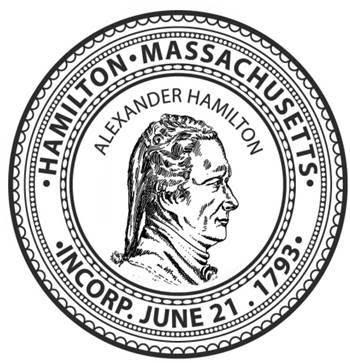 ·HAMILTON·MASSACHUSETTS·
ALEXANDER HAMILTON
·INCORP. JUNE 21 . 1793·